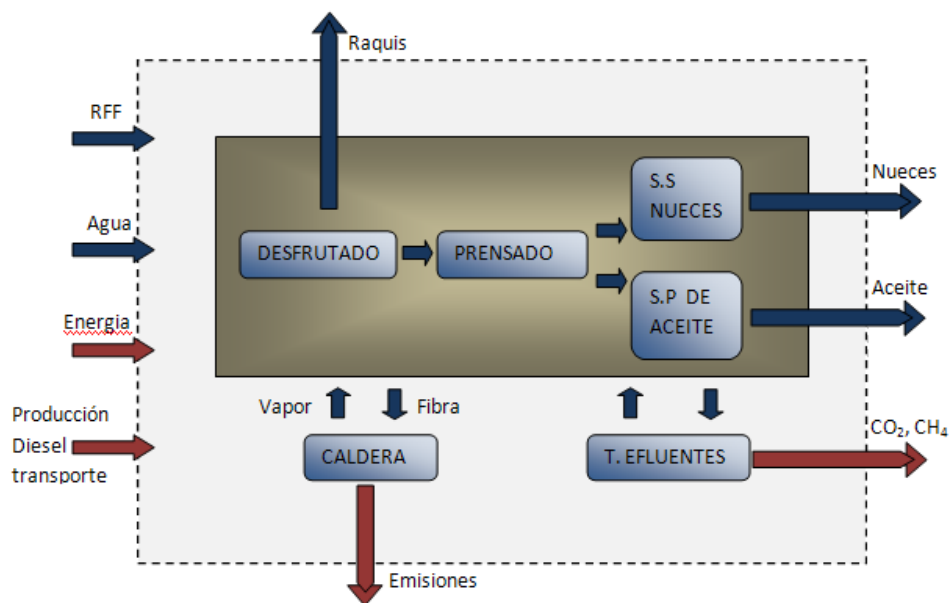 Raquis
RFF
Agua
Energia
Producción
Diesel
transporte
DESFRUTADO
PRENSADO
S.S
NUECES
S.P DE
ACEITE
Nueces
Aceite
Vapor
Fibra
CALDERA
T. EFLUENTES
CO₂, CH₄
Emisiones